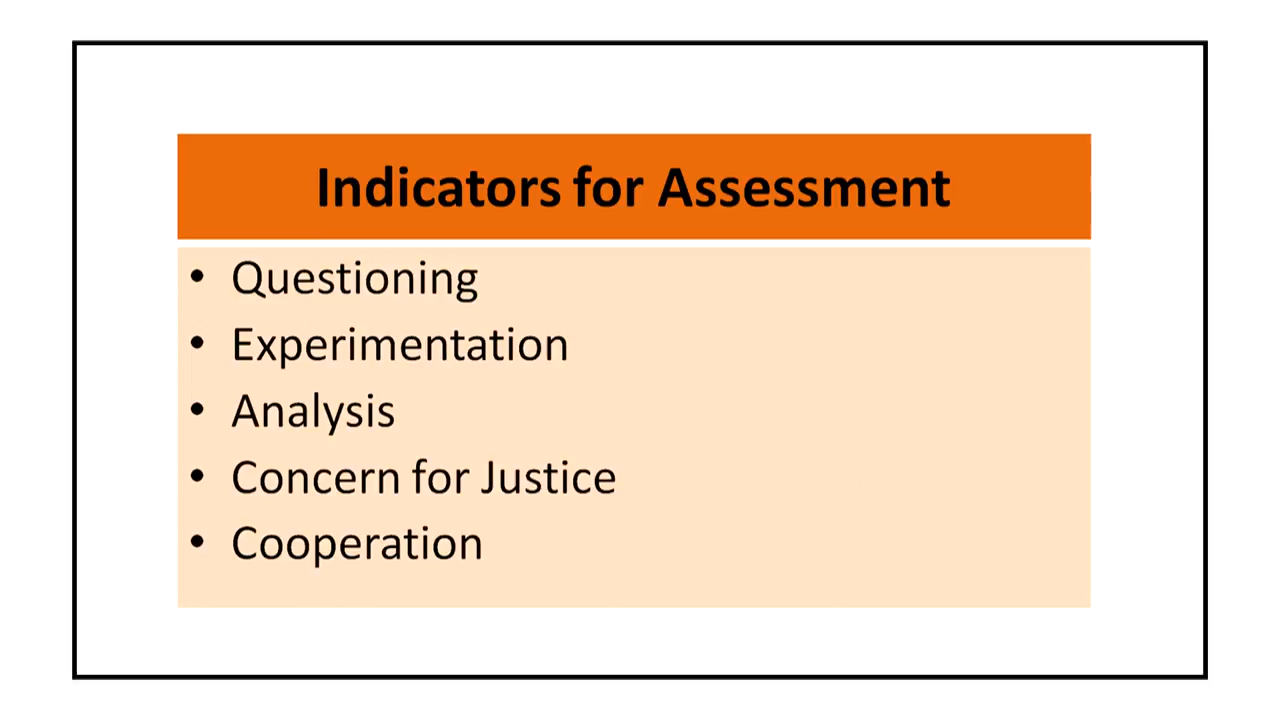 Indicators for Assessment
• Questioning
• Experimentation
• Analysis
• Concern for Justice
• Cooperation